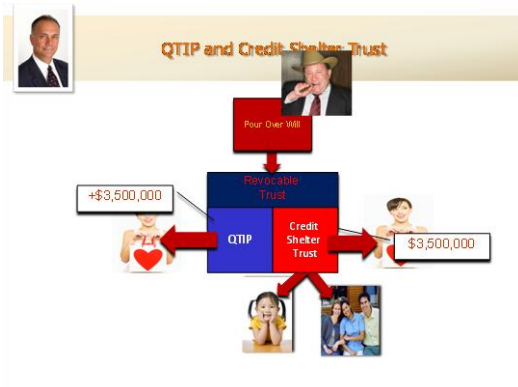 QTIP and Credit Shelter Trust
Pour Over Will
Revocable
Trust
+$3,500,000
QTIP
Credit
Shelter
Trust
$3,500,000